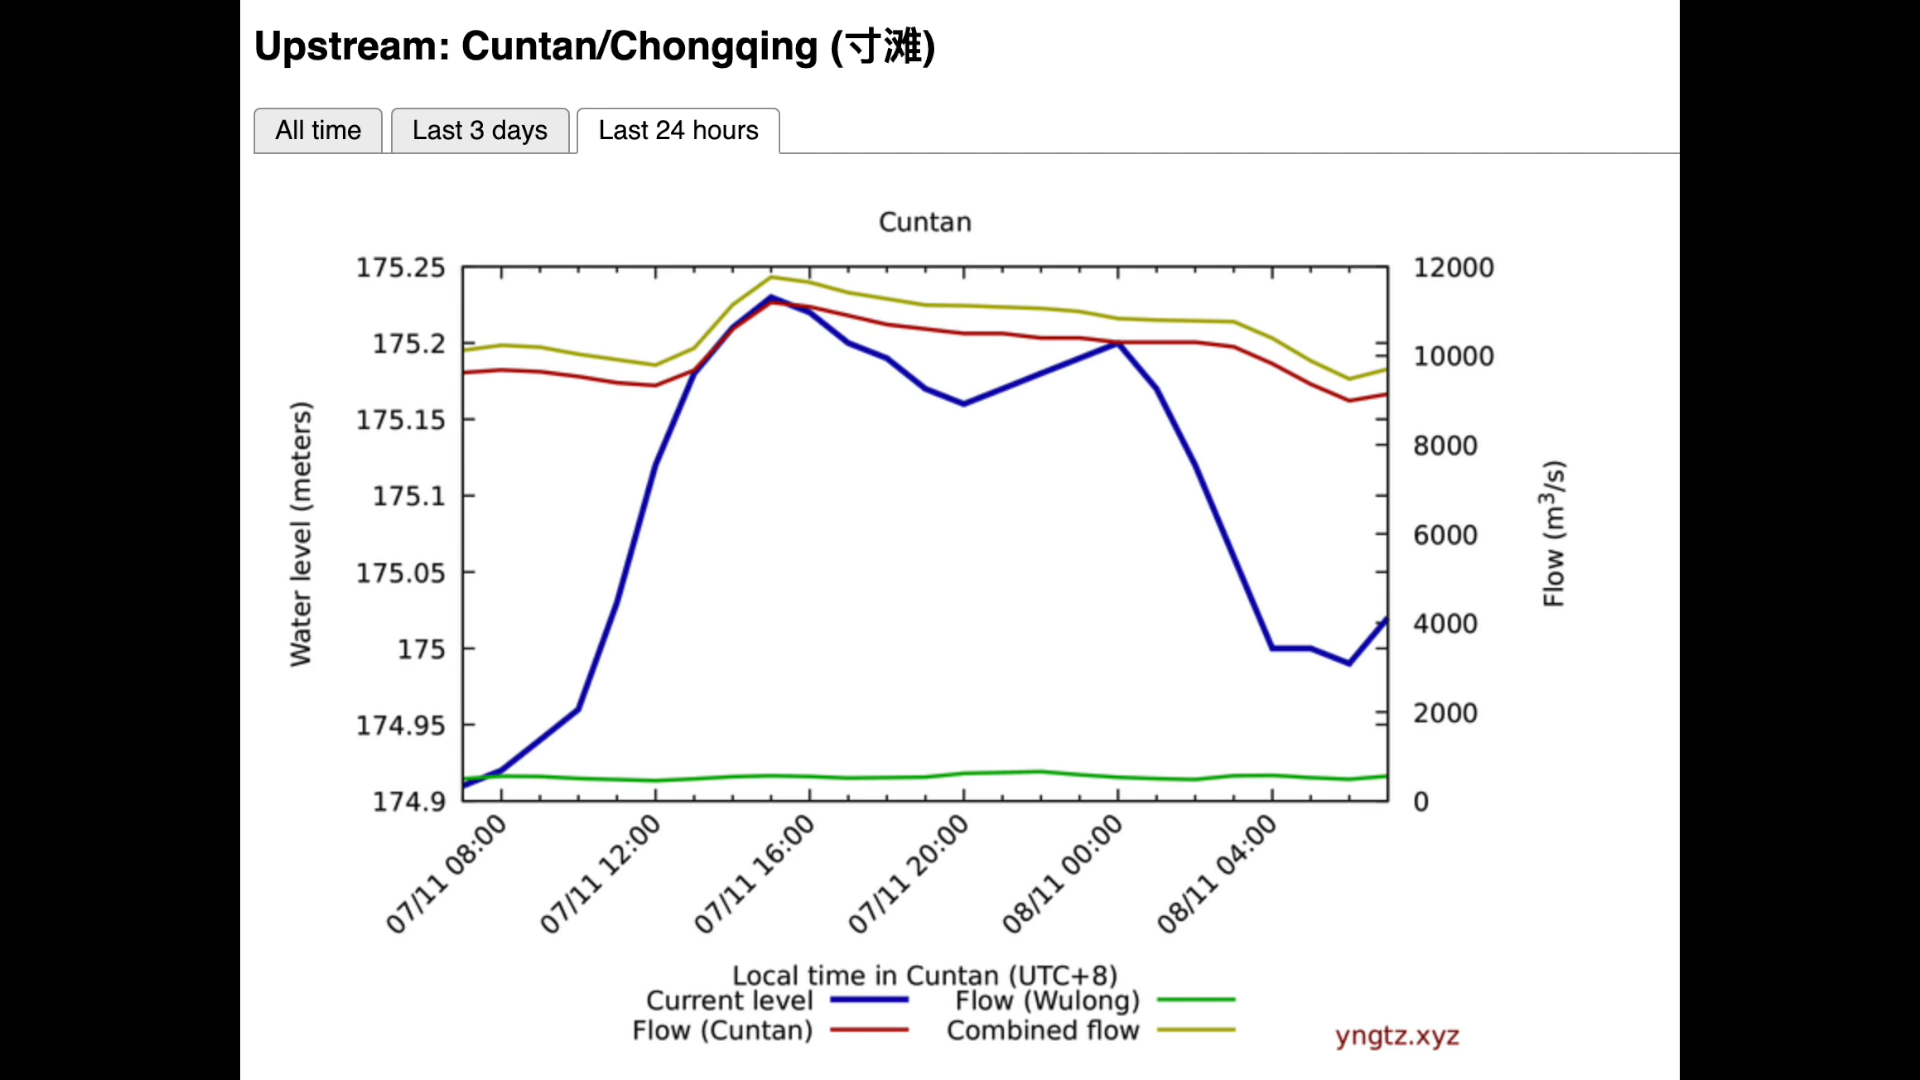 Upstream: Cuntan/Chongqing (寸滩)
All time
Last 3 days
Last 24 hours
Cuntan
175.25
175.2
175.15
175.1
175.05
175
174.95
174.9
Water level (meters)
12000
10000
8000
6000
4000
2000
0
Flow (m³/s)
07/11 08:00
07/11 12:00
07/11 16:00
07/11 20:00
08/11 00:00
08/11 04:00
Local time in Cuntan (UTC+8)
Current level
Flow (Wulong)
Flow (Cuntan)
Combined flow
yngtz.xyz